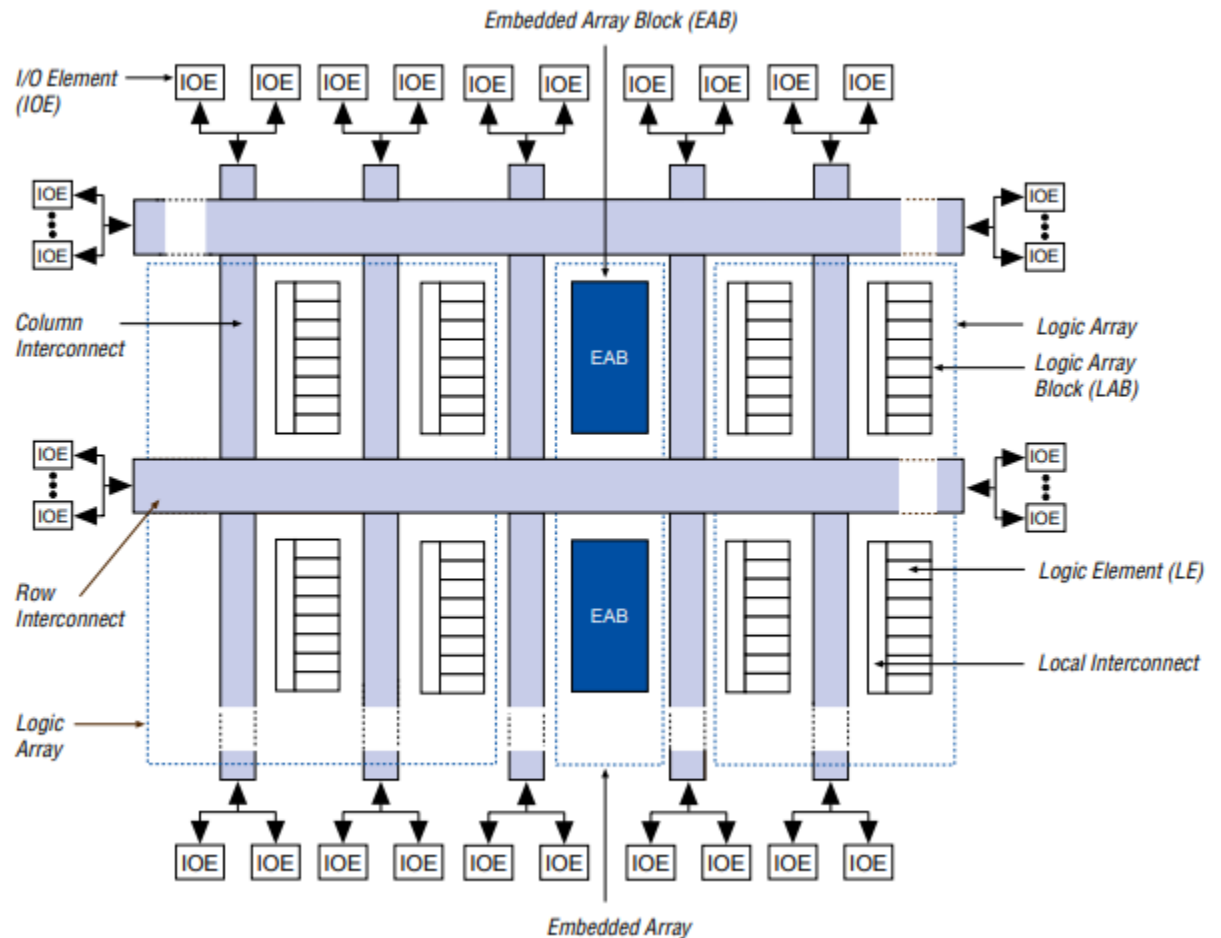 Embedded Array Block (EAB)
I/O Element
(IOE)
IOE IOE IOE IOE IOE IOE IOE IOE IOE IOE
IOE IOE
IOE IOE
Column
Interconnect
EAB
Logic Array
Logic Array
Block (LAB)
IOE IOE
IOE IOE
Row
Interconnect
EAB
Logic Element (LE)
Local Interconnect
Logic
Array
IOE IOE IOE IOE IOE IOE IOE IOE IOE IOE
Embedded Array